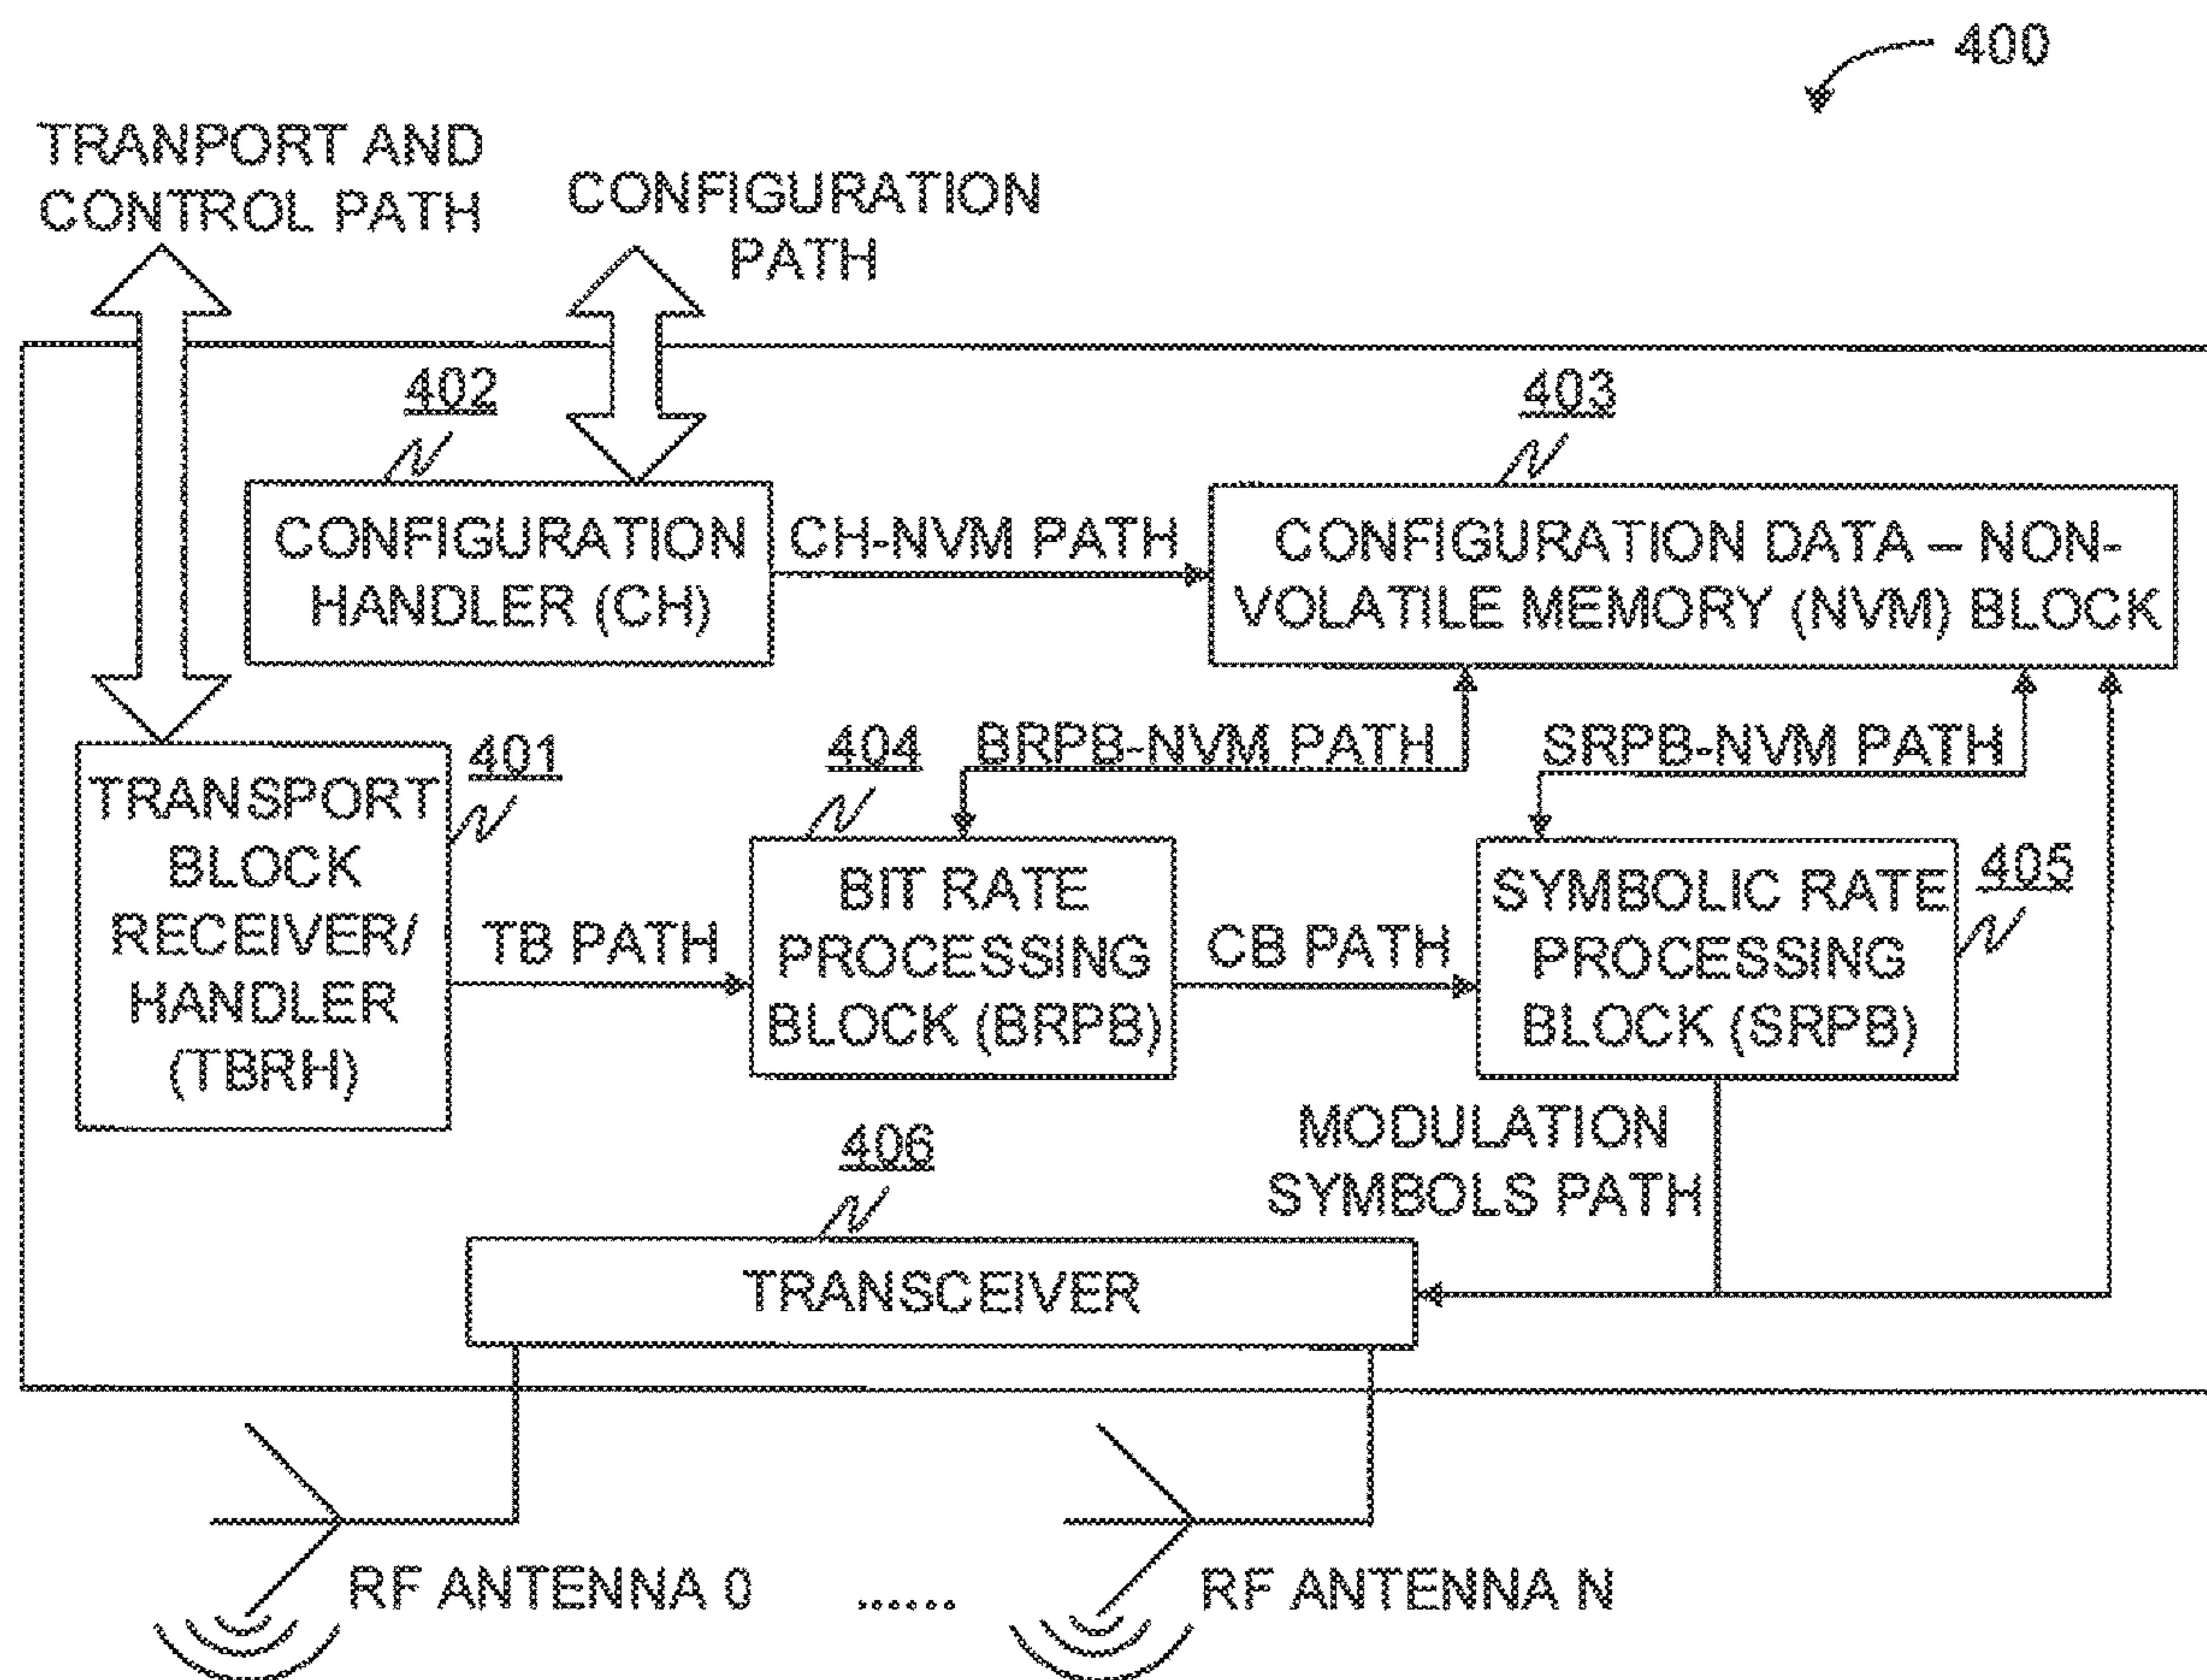 400
TRANPORT AND
CONTROL PATH
CONFIGURATION
PATH
402
403
CONFIGURATION
HANDLER (CH)
CH-NVM PATH
CONFIGURATION DATA – NON-
VOLATILE MEMORY (NVM) BLOCK
401
404
BRPB-NVM PATH
SRPB-NVM PATH
TRANSPORT
BLOCK
RECEIVER/
HANDLER
(TBRH)
TB PATH
BIT RATE
PROCESSING
BLOCK (BRPB)
CB PATH
SYMBOLIC RATE
PROCESSING
BLOCK (SRPB)
405
MODULATION
SYMBOLS PATH
406
TRANSCEIVER
RF ANTENNA 0
......
RF ANTENNA N